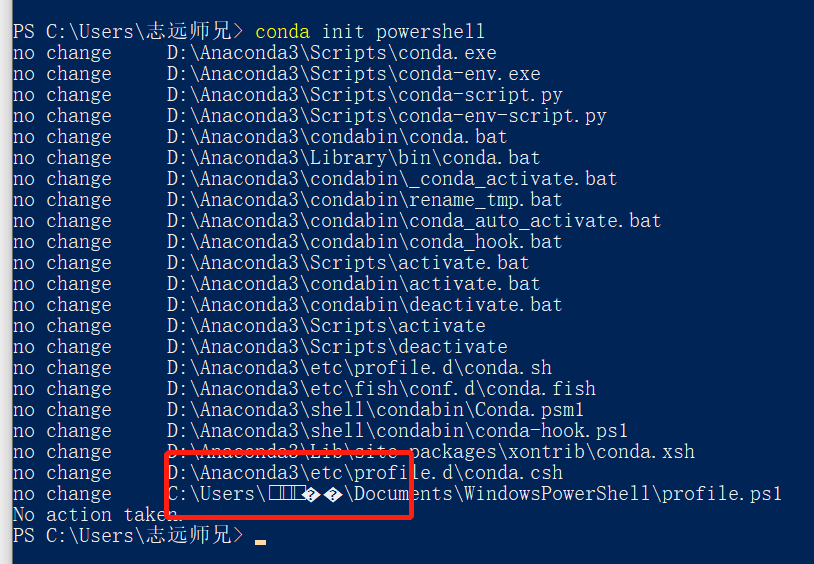 PS C:\Users\志远师兄> conda init powershell
no change D:\Anaconda3\Scripts\conda.exe
no change D:\Anaconda3\Scripts\conda-env.exe
no change D:\Anaconda3\Scripts\conda-script.py
no change D:\Anaconda3\Scripts\conda-env-script.py
no change D:\Anaconda3\condabin\conda.bat
no change D:\Anaconda3\Library\bin\conda.bat
no change D:\Anaconda3\condabin\_conda_activate.bat
no change D:\Anaconda3\condabin\rename_tmp.bat
no change D:\Anaconda3\condabin\conda_auto_activate.bat
no change D:\Anaconda3\condabin\conda_hook.bat
no change D:\Anaconda3\Scripts\activate.bat
no change D:\Anaconda3\condabin\activate.bat
no change D:\Anaconda3\condabin\deactivate.bat
no change D:\Anaconda3\Scripts\activate
no change D:\Anaconda3\Scripts\deactivate
no change D:\Anaconda3\etc\profile.d\conda.sh
no change D:\Anaconda3\etc\fish\conf.d\conda.fish
no change D:\Anaconda3\shell\condabin\Conda.psm1
no change D:\Anaconda3\shell\condabin\conda-hook.ps1
no change D:\Anaconda3\Lib\site-packages\xontrib\conda.xsh
no change D:\Anaconda3\etc\profile.d\conda.csh
no change C:\Users\□□□��\Documents\WindowsPowerShell\profile.ps1
No action taken.
PS C:\Users\志远师兄>